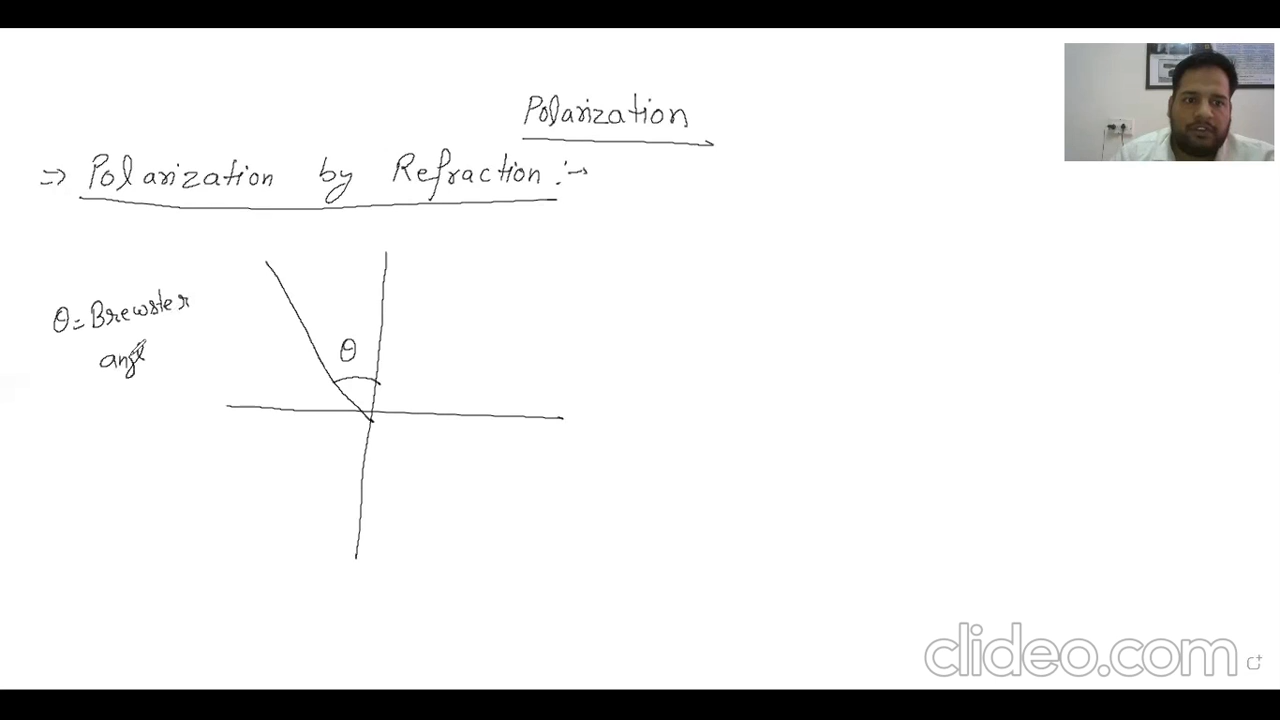 Polarization
=> Polarization by Refraction :→
θ = Brewster
angle
θ
clideo.com